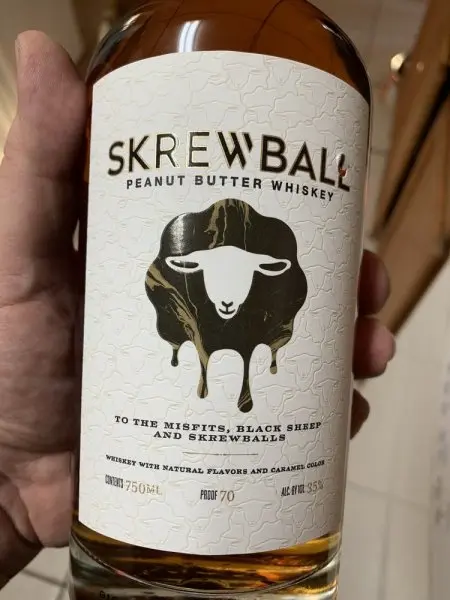 SKREWBALL
PEANUT BUTTER WHISKEY
TO THE MISFITS, BLACK SHEEP
AND SKREWBALLS
WHISKEY WITH NATURAL FLAVORS AND CARAMEL COLOR
CONTENTS 750ML PROOF 70 ALC. BY VOL 35%